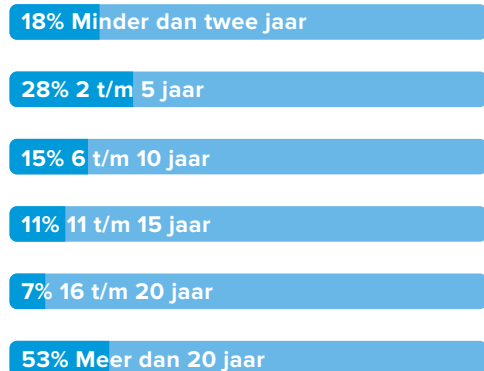 18% Minder dan twee jaar
28% 2 t/m 5 jaar
15% 6 t/m 10 jaar
11% 11 t/m 15 jaar
7% 16 t/m 20 jaar
53% Meer dan 20 jaar